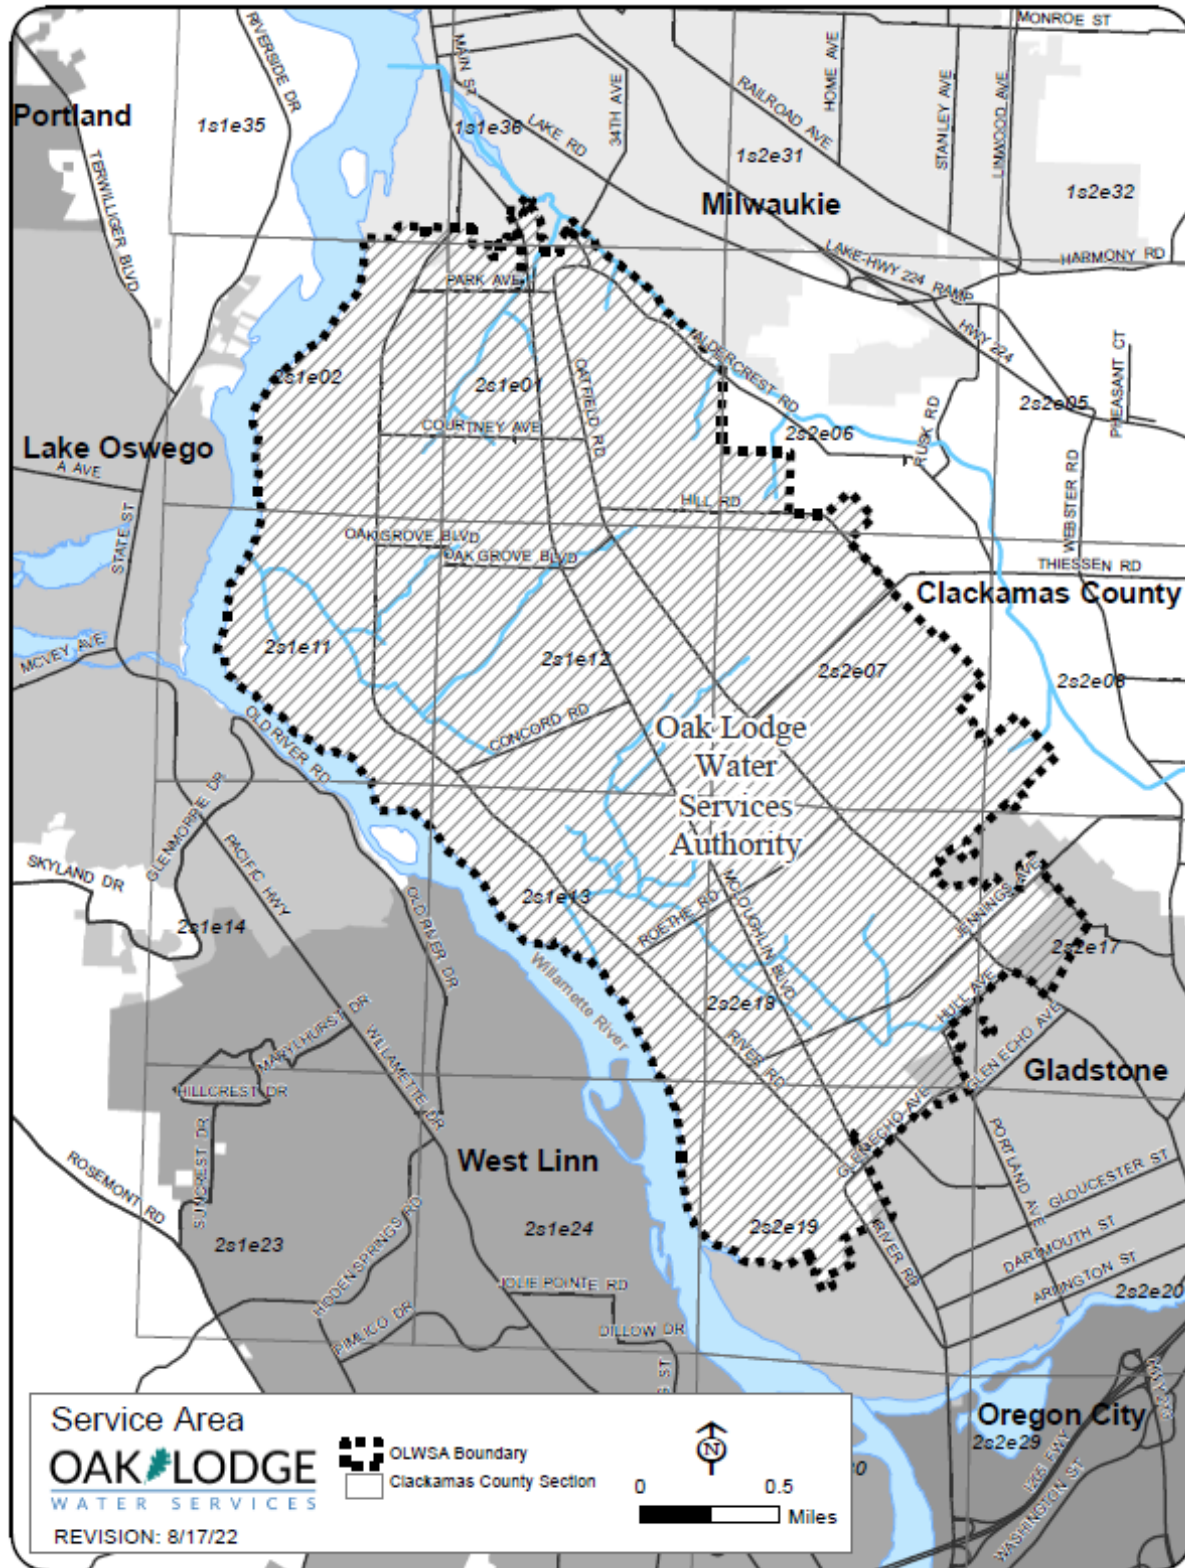 MONROE ST
RIVERSIDE DR
MAIN ST
HOME AVE
RAILROAD AVE
STANLEY AVE
LINWOOD AVE
34TH AVE
Portland
1s1e35
1s1e36
LAKE RD
1s2e31
TERWILLIGER BLVD
1s2e32
Milwaukie
LAKE-HWY 224 RAMP
HARMONY RD
PARK AVE
HWY 224
ALDERCREST RD
PHEASANT CT
2s1e02
2s1e01
OATFIELD RD
2s2e05
COURTNEY AVE
2s2e06
RUSK RD
Lake Oswego
A AVE
WEBSTER RD
HILL RD
STATE ST
OAK GROVE BLVD
OAK GROVE BLVD
THIESSEN RD
Clackamas County
2s1e11
2s1e12
2s2e07
MCVEY AVE
2s2e08
OLD RIVER RD
CONCORD RD
Oak Lodge
Water
Services
Authority
GLENMORRIE DR
PACIFIC HWY
SKYLAND DR
2s1e14
OLD RIVER DR
2s1e13
ROETHE RD
MCLOUGHLIN BLVD
JENNINGS AVE
2s2e17
Willamette River
2s2e18
HULL AVE
MARYLHURST DR
WILLAMETTE DR
RIVER RD
GLEN ECHO AVE
HILLCREST DR
Gladstone
GLEN ECHO AVE
SUNCREST DR
ROSEMONT RD
West Linn
PORTLAND AVE
GLOUCESTER ST
2s1e23
HIDDEN SPRINGS RD
2s1e24
2s2e19
RIVER RD
DARTMOUTH ST
ARLINGTON ST
JOLIE POINTE RD
2s2e20
PIMLICO DR
DILLOW DR
S ST
Service Area
OAK LODGE
WATER SERVICES
REVISION: 8/17/22
OLWSA Boundary
Clackamas County Section
N
0 0.5
Miles
Oregon City
2s2e29
I205 FWY
WASHINGTON ST